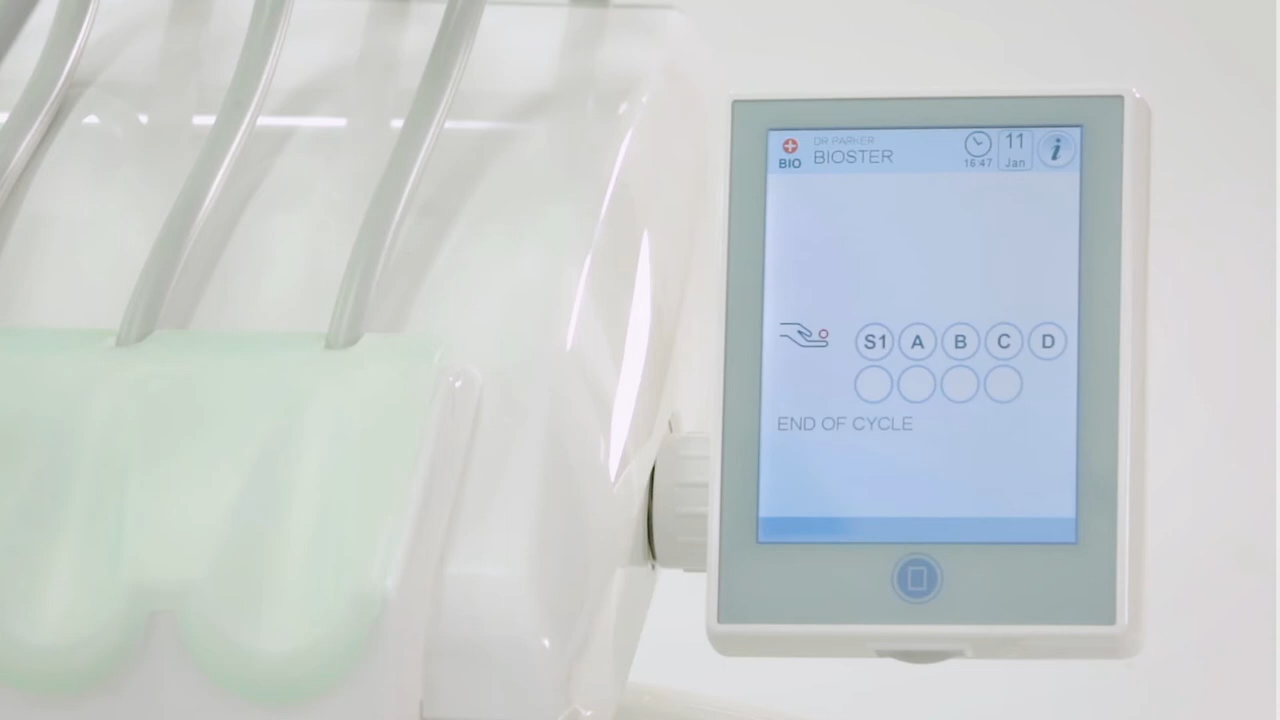 DR PARKER
BIO BIOSTER 16:47 11 Jan i
S1 A B C D
END OF CYCLE